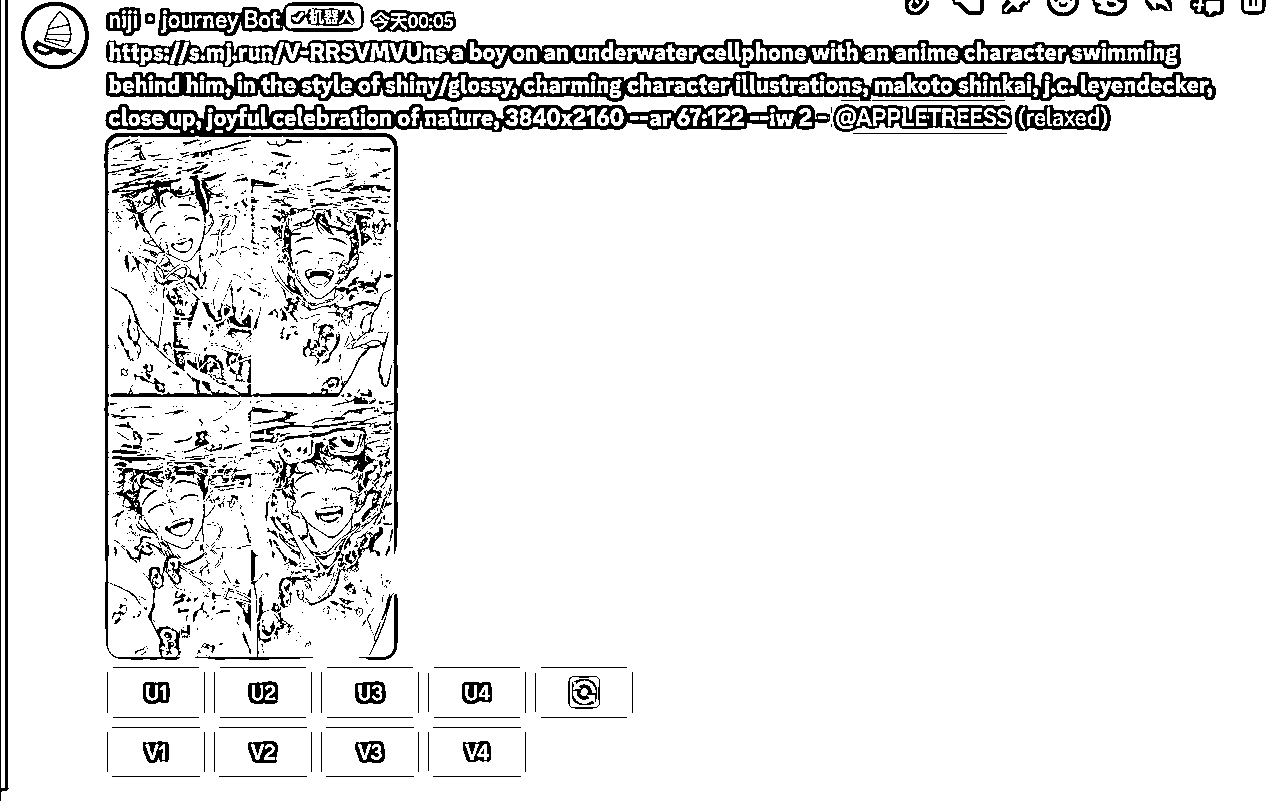 niji · journey Bot ✓机器人 今天00:05
https://s.mj.run/V-RRSVMVUns a boy on an underwater cellphone with an anime character swimming
behind him, in the style of shiny/glossy, charming character illustrations, makoto shinkai, j.c. leyendecker,
close up, joyful celebration of nature, 3840x2160 --ar 67:122 --iw 2 - @APPLETREESS (relaxed)
U1 U2 U3 U4
V1 V2 V3 V4